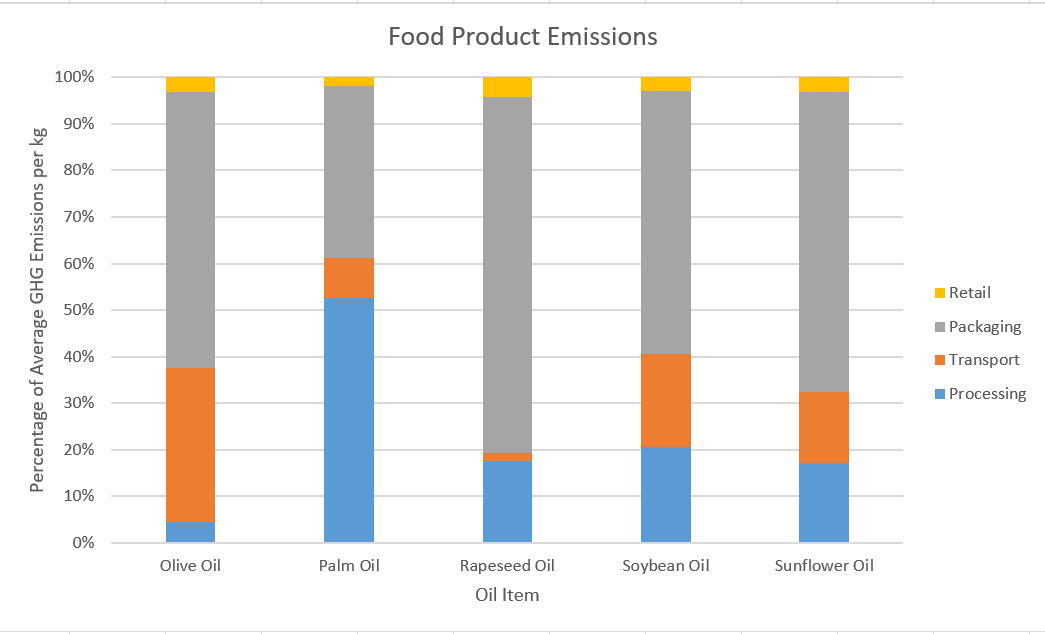 Food Product Emissions
Percentage of Average GHG Emissions per kg
100%
90%
80%
70%
60%
50%
40%
30%
20%
10%
0%
Olive Oil
Palm Oil
Rapeseed Oil
Soybean Oil
Sunflower Oil
Oil Item
Retail
Packaging
Transport
Processing